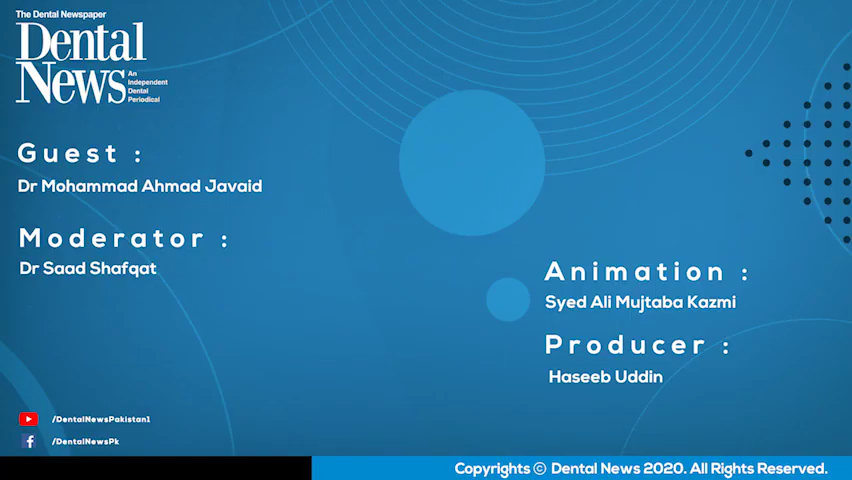 The Dental Newspaper
Dental
News
An
Independent
Dental
Periodical
Guest :
Dr Mohammad Ahmad Javaid
Moderator :
Dr Saad Shafqat
Animation :
Syed Ali Mujtaba Kazmi
Producer :
Haseeb Uddin
/DentalNewsPakistan1
/DentalNewsPk
Copyrights © Dental News 2020. All Rights Reserved.